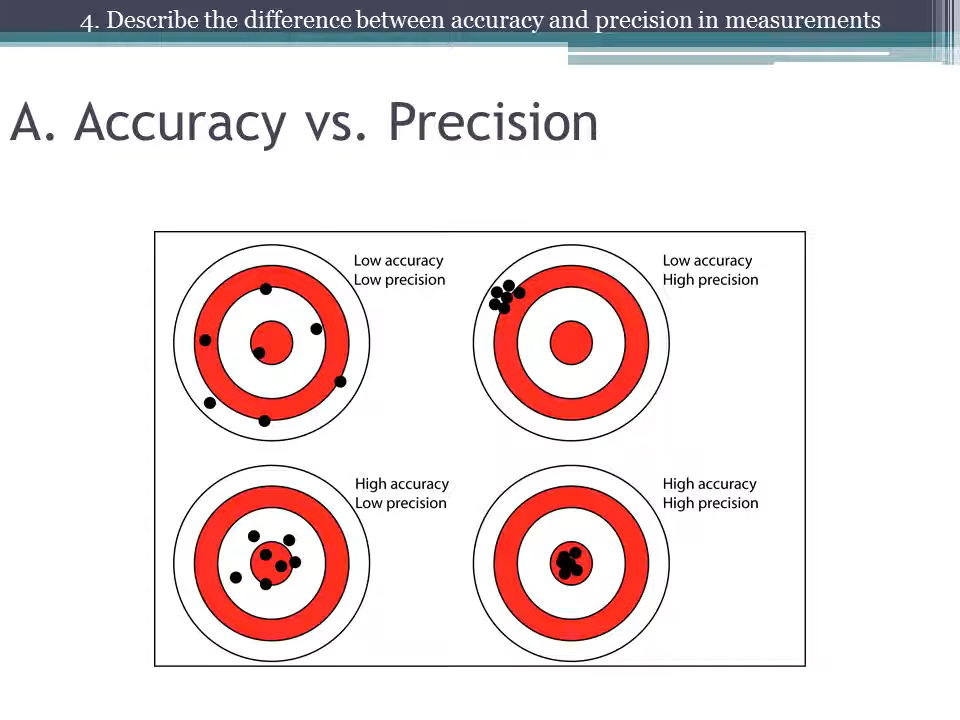 4. Describe the difference between accuracy and precision in measurements
A. Accuracy vs. Precision
Low accuracy
Low precision
Low accuracy
High precision
High accuracy
Low precision
High accuracy
High precision